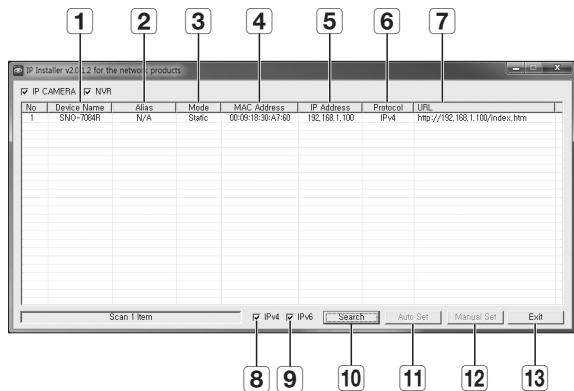 1 2 3 4 5 6 7
IP Installer v2.0.1.2 for the network products
IP CAMERA NVR
No Device Name Alias Mode MAC Address IP Address Protocol URL
1 SNO-7084R N/A Static 00:09:18:30:A7:60 192,168,1,100 IPv4 http://192,168,1,100/index,htm
Scan 1 Item IPv4 IPv6 Search Auto Set Manual Set Exit
8 9 10 11 12 13